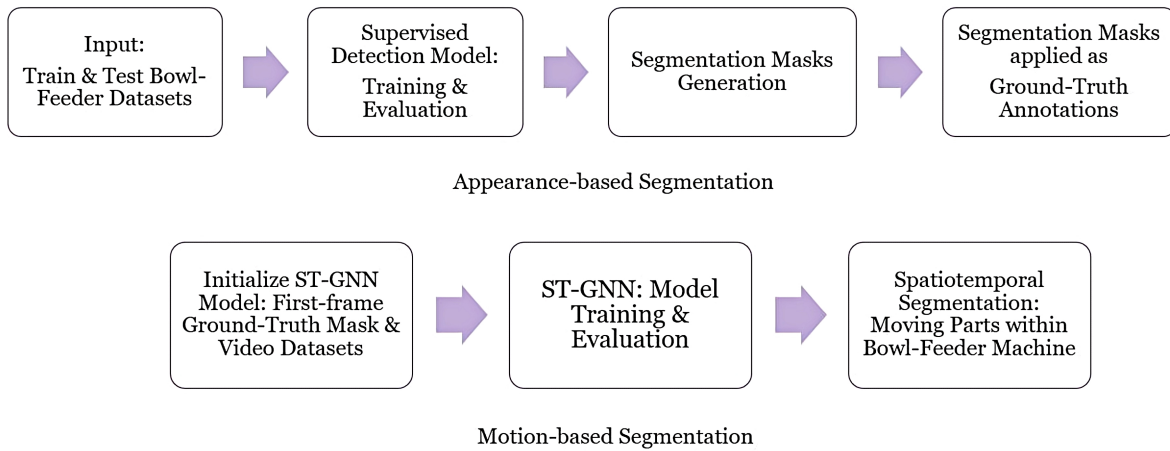 Input:
Train & Test Bowl-
Feeder Datasets
Supervised
Detection Model:
Training &
Evaluation
Segmentation Masks
Generation
Segmentation Masks
applied as
Ground-Truth
Annotations
Appearance-based Segmentation
Initialize ST-GNN
Model: First-frame
Ground-Truth Mask &
Video Datasets
ST-GNN: Model
Training &
Evaluation
Spatiotemporal
Segmentation:
Moving Parts within
Bowl-Feeder Machine
Motion-based Segmentation